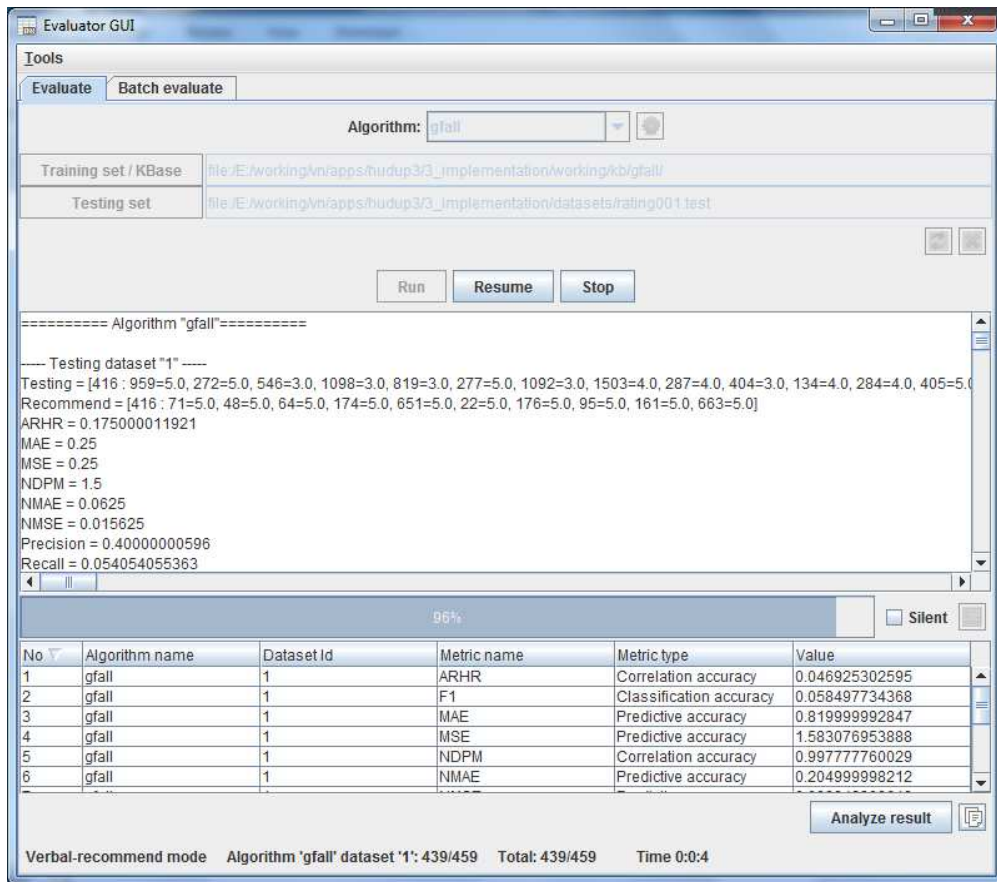 Evaluator GUI
Tools
Evaluate Batch evaluate
Algorithm: gfall
Training set / KBase file:/E:/working/vn/apps/hudup3/3_implementation/working/kb/gfall/
Testing set file:/E:/working/vn/apps/hudup3/3_implementation/datasets/rating001.test
Run Resume Stop
========== Algorithm "gfall"==========
----- Testing dataset "1" -----
Testing = [416 : 959=5.0, 272=5.0, 546=3.0, 1098=3.0, 819=3.0, 277=5.0, 1092=3.0, 1503=4.0, 287=4.0, 404=3.0, 134=4.0, 284=4.0, 405=5.0
Recommend = [416 : 71=5.0, 48=5.0, 64=5.0, 174=5.0, 651=5.0, 22=5.0, 176=5.0, 95=5.0, 161=5.0, 663=5.0]
ARHR = 0.175000011921
MAE = 0.25
MSE = 0.25
NDPM = 1.5
NMAE = 0.0625
NMSE = 0.015625
Precision = 0.40000000596
Recall = 0.054054055363
96% Silent
No Algorithm name Dataset Id Metric name Metric type Value
1 gfall 1 ARHR Correlation accuracy 0.046925302595
2 gfall 1 F1 Classification accuracy 0.058497734368
3 gfall 1 MAE Predictive accuracy 0.819999992847
4 gfall 1 MSE Predictive accuracy 1.583076953888
5 gfall 1 NDPM Correlation accuracy 0.997777760029
6 gfall 1 NMAE Predictive accuracy 0.204999998212
Analyze result
Verbal-recommend mode Algorithm 'gfall' dataset '1': 439/459 Total: 439/459 Time 0:0:4